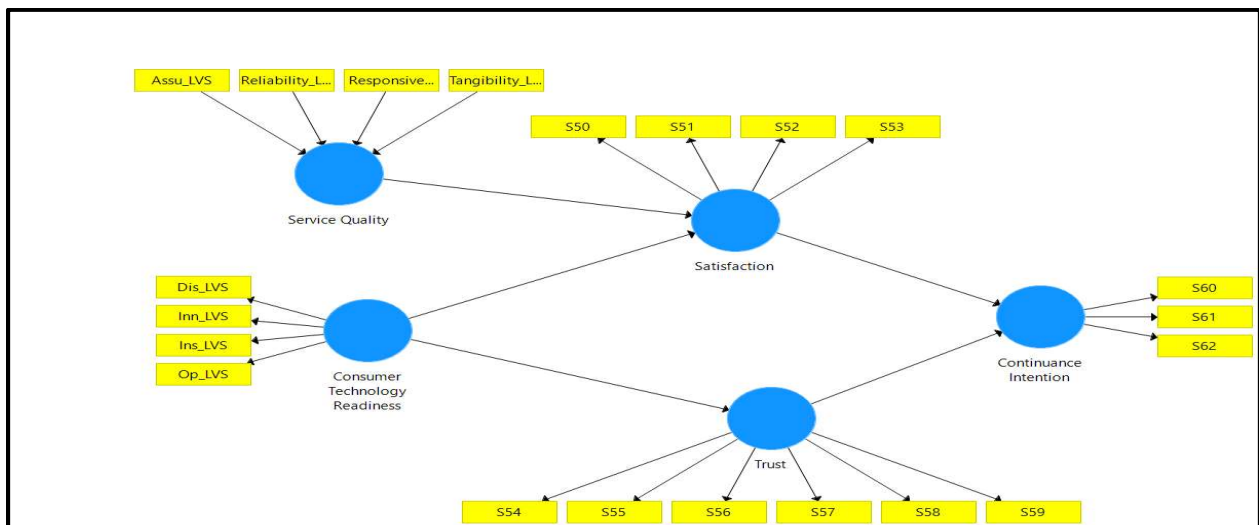 Assu_LVS
Reliability_L...
Responsive...
Tangibility_L...
S50
S51
S52
S53
Service Quality
Satisfaction
Dis_LVS
Inn_LVS
Ins_LVS
Op_LVS
Consumer
Technology
Readiness
S60
S61
S62
Continuance
Intention
Trust
S54
S55
S56
S57
S58
S59